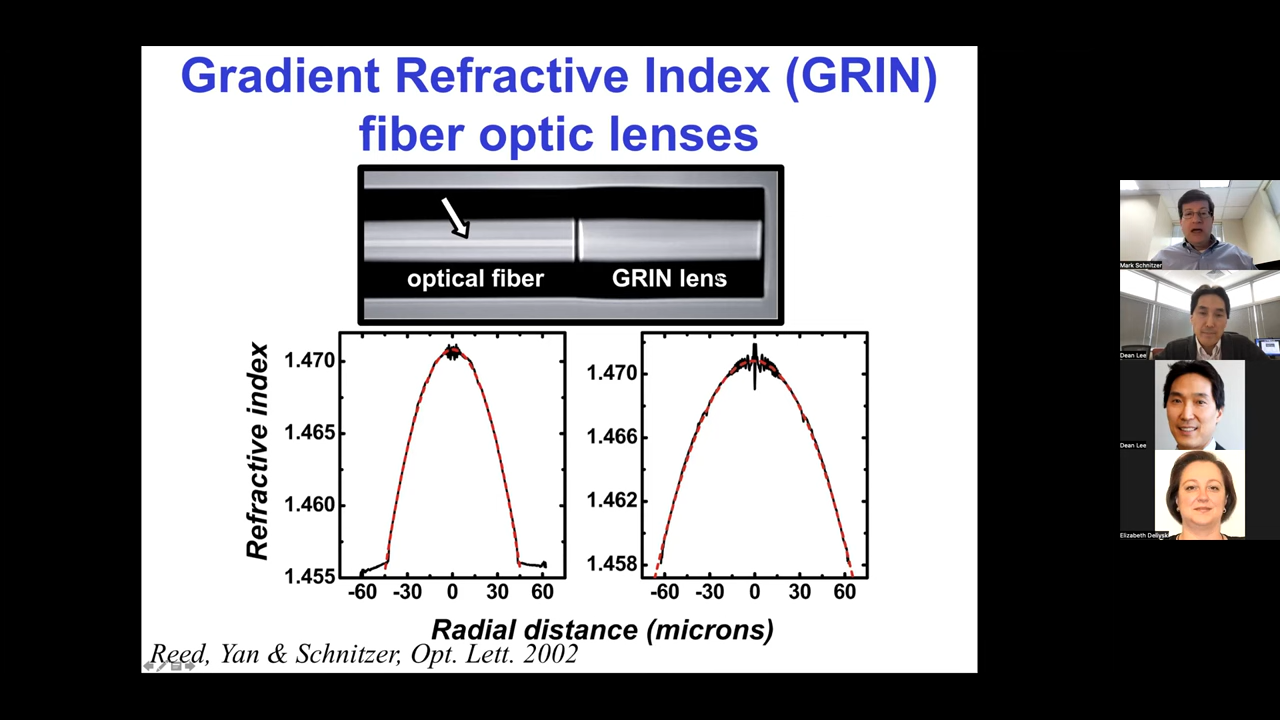 Gradient Refractive Index (GRIN)
fiber optic lenses
optical fiber
GRIN lens
Refractive index
1.470
1.465
1.460
1.455
-60 -30 0 30 60
1.470
1.466
1.462
1.458
-60 -30 0 30 60
Radial distance (microns)
Reed, Yan & Schnitzer, Opt. Lett. 2002
Mark Schnitzer
Dean Lee
Dean Lee
Elizabeth